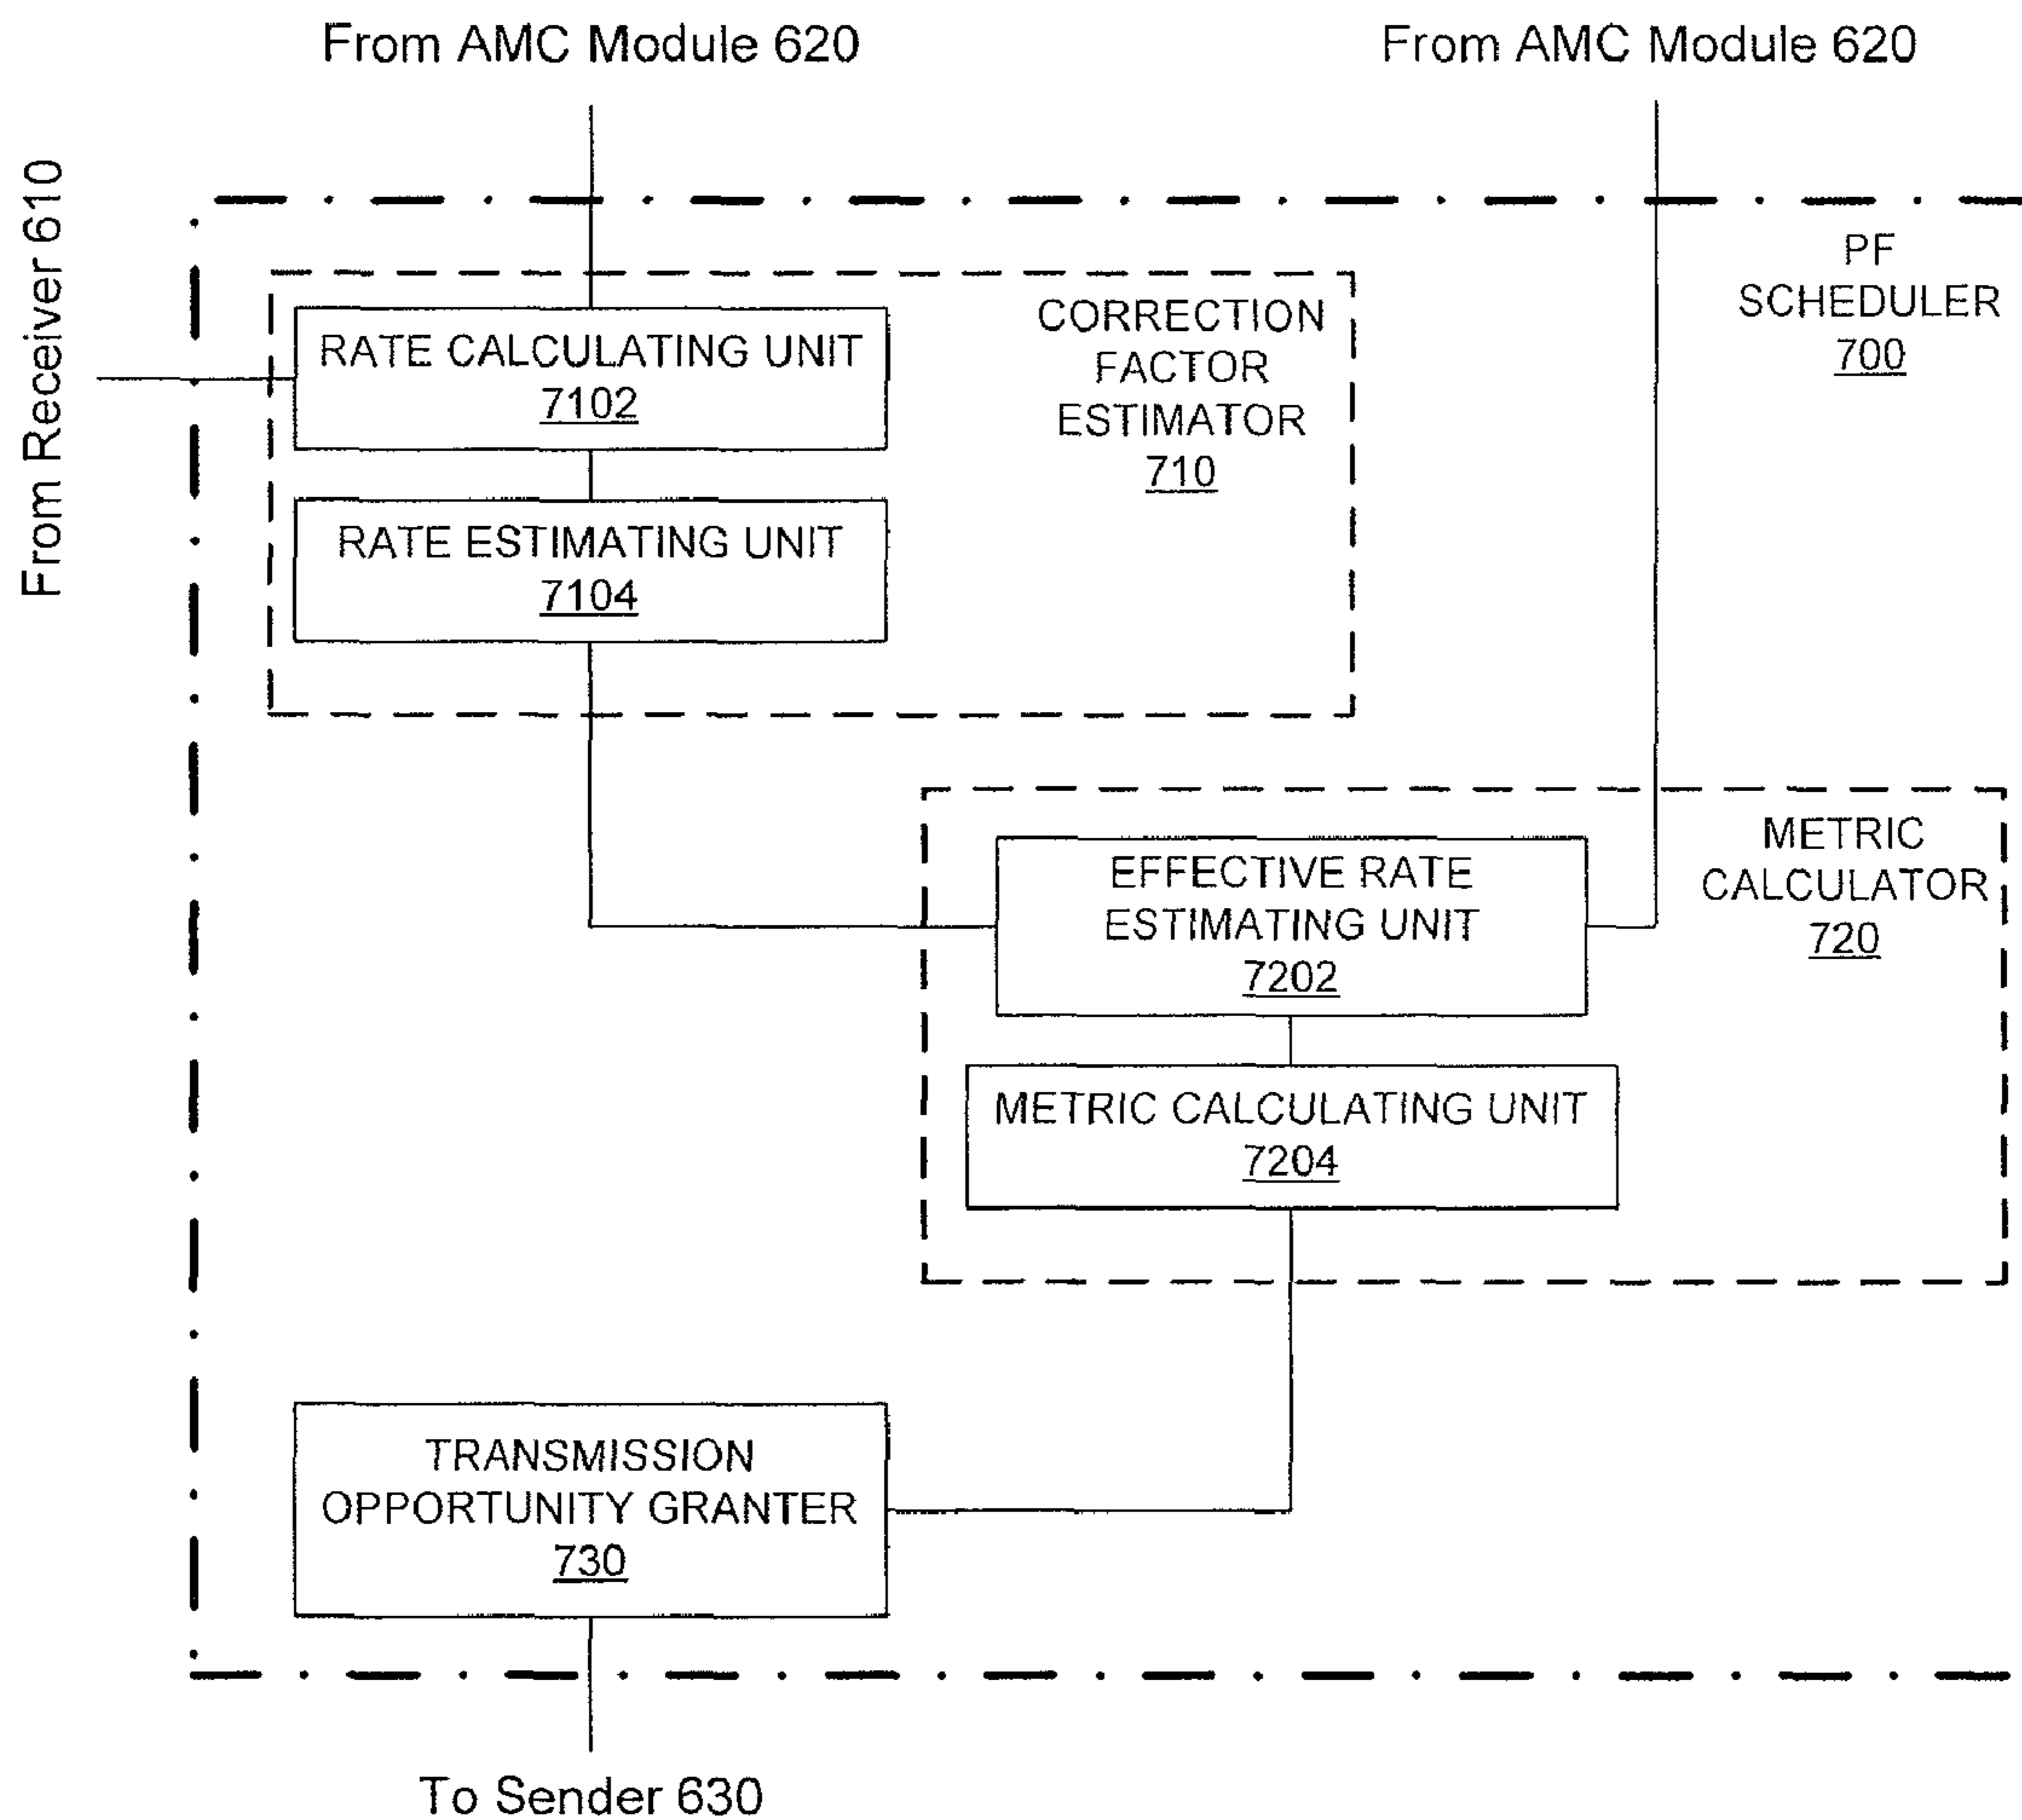 From AMC Module 620
From AMC Module 620
From Receiver 610
PF
SCHEDULER
700
CORRECTION
FACTOR
ESTIMATOR
710
RATE CALCULATING UNIT
7102
RATE ESTIMATING UNIT
7104
METRIC
CALCULATOR
720
EFFECTIVE RATE
ESTIMATING UNIT
7202
METRIC CALCULATING UNIT
7204
TRANSMISSION
OPPORTUNITY GRANTER
730
To Sender 630